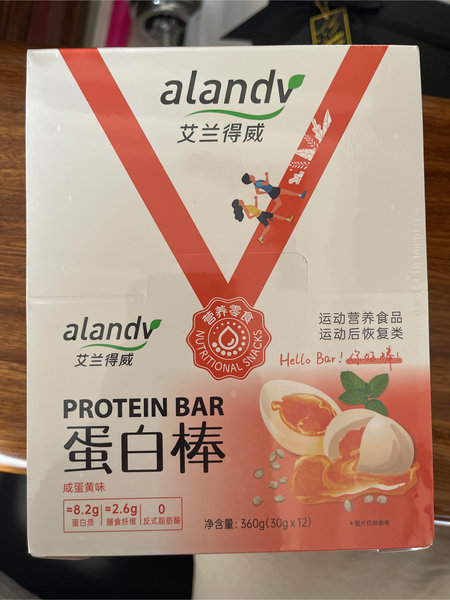 alandv
艾兰得威
营养零食
NUTRITIONAL SNACKS
alandv
艾兰得威
运动营养食品
运动后恢复类
Hello Bar! 你好棒!
PROTEIN BAR
蛋白棒
咸蛋黄味
≈8.2g ≈2.6g 0
蛋白质 膳食纤维 反式脂肪酸
净含量: 360g(30g×12)
*图片仅供参考